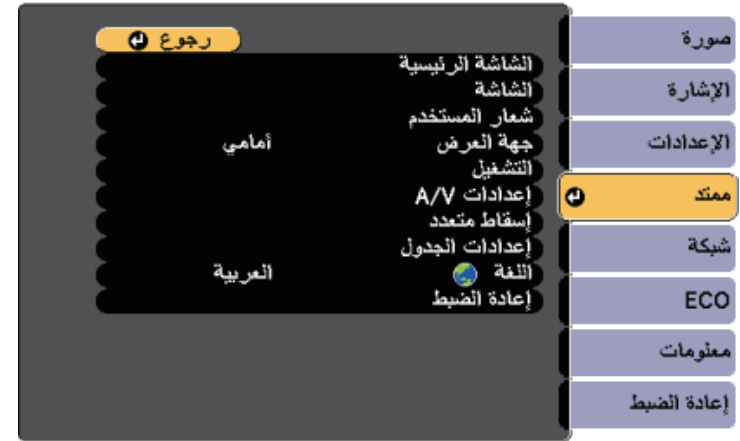 صورة
الإشارة
الإعدادات
ممتد
شبكة
ECO
معلومات
إعادة الضبط
رجوع
الشاشة الرئيسية
الشاشة
شعار المستخدم
جهة العرض أمامي
التشغيل
إعدادات A/V
إسقاط متعدد
إعدادات الجدول
اللغة العربية
إعادة الضبط